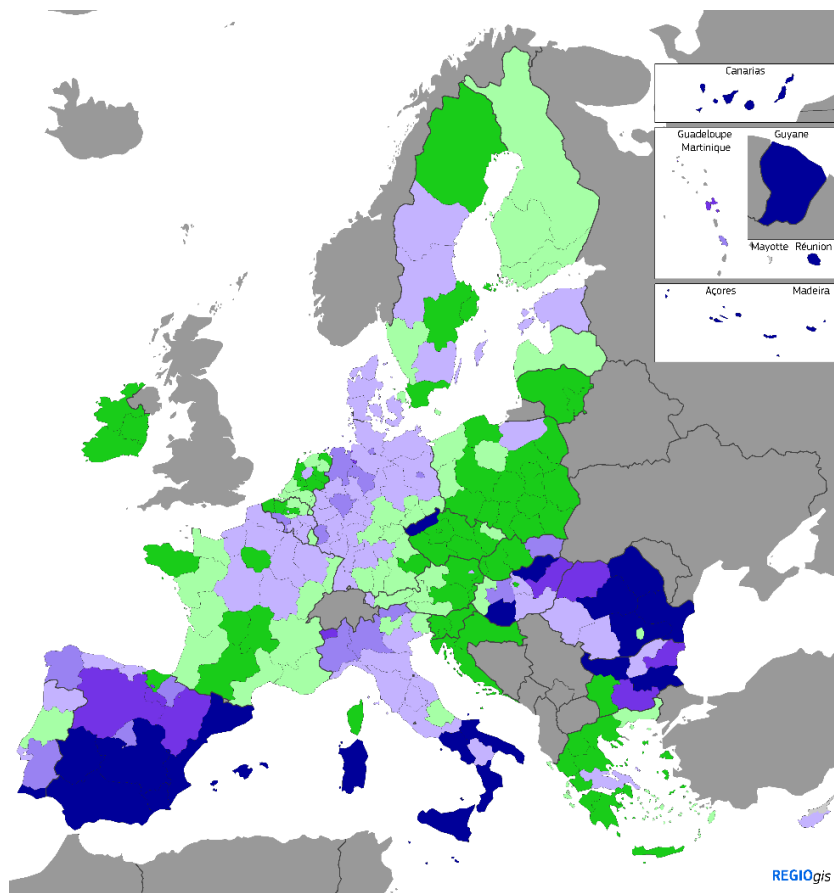 Canarias
Guadeloupe
Martinique
Guyane
Mayotte
Réunion
Açores
Madeira
REGIOgis